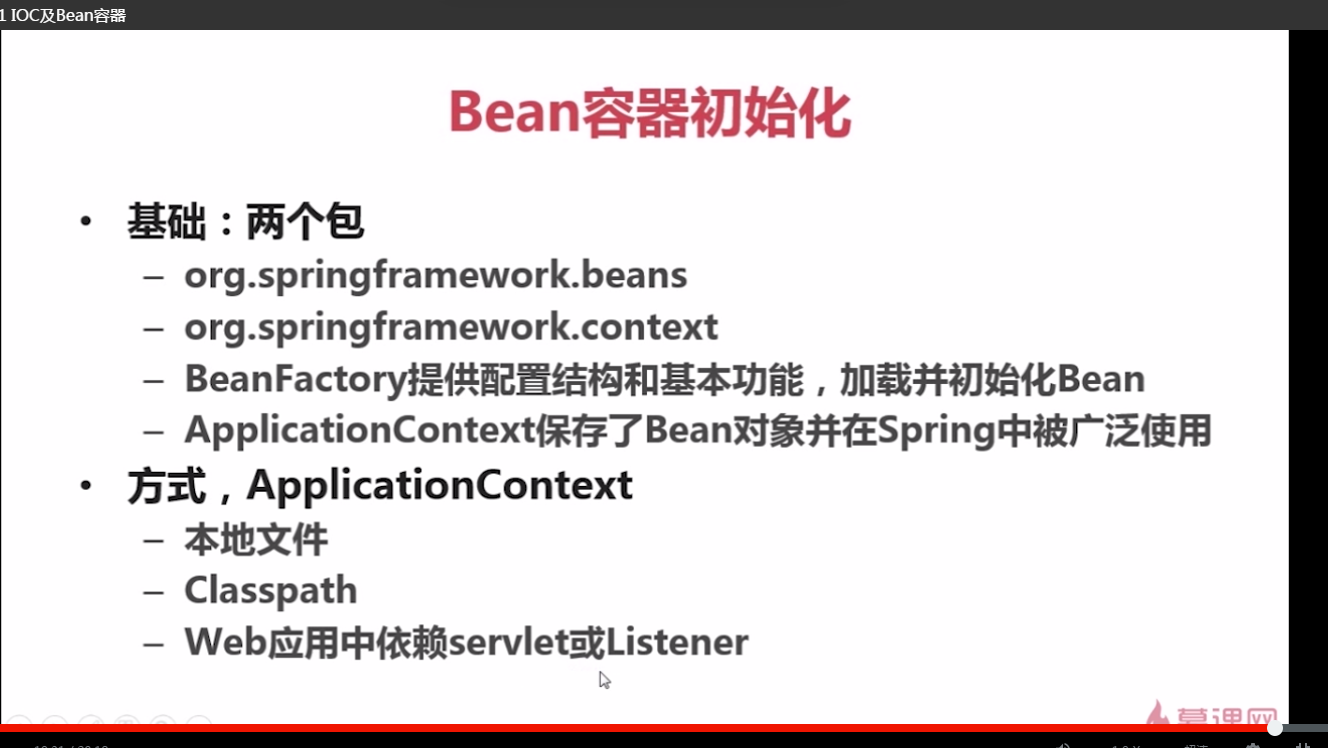 1 IOC及Bean容器
Bean容器初始化
• 基础：两个包
– org.springframework.beans
– org.springframework.context
– BeanFactory提供配置结构和基本功能，加载并初始化Bean
– ApplicationContext保存了Bean对象并在Spring中被广泛使用
• 方式，ApplicationContext
– 本地文件
– Classpath
– Web应用中依赖servlet或Listener
慕课网